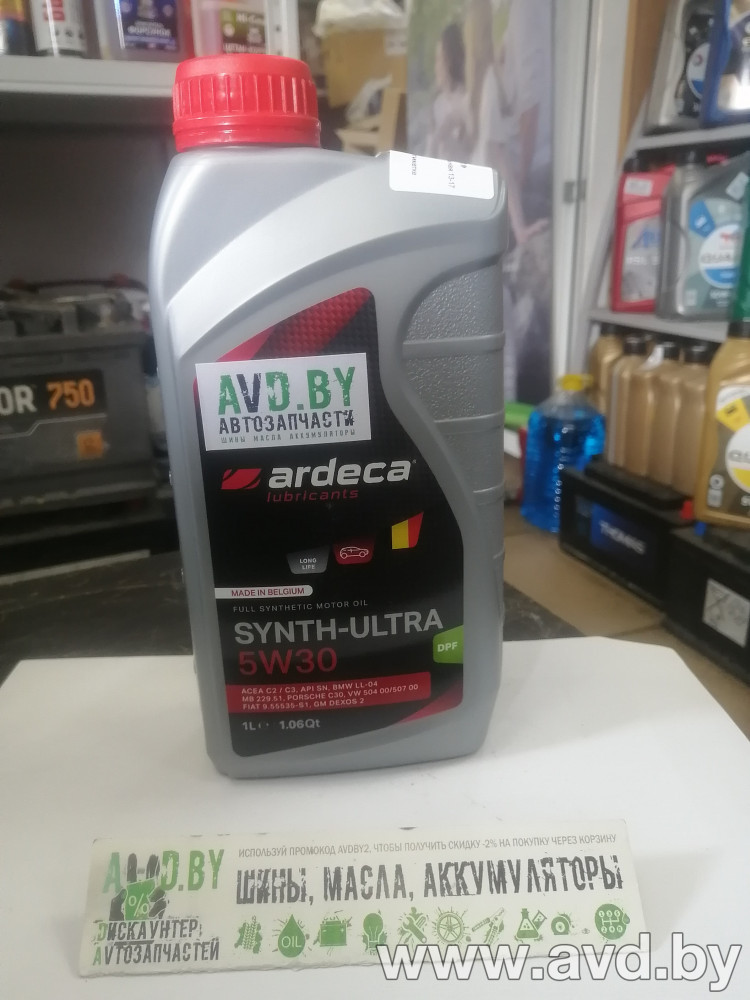 OR 750
AVD.BY
АВТОЗАПЧАСТИ
ШИНЫ МАСЛА АККУМУЛЯТОРЫ
ardeca
lubricants
LONG
LIFE
MADE IN BELGIUM
FULL SYNTHETIC MOTOR OIL
SYNTH-ULTRA
5W30
DPF
ACEA C2 / C3, API SN, BMW LL-04
MB 229.51, PORSCHE C30, VW 504 00/507 00
FIAT 9.55535-S1, GM DEXOS 2
1L e 1.06Qt
THOMAS
ИСПОЛЬЗУЙ ПРОМОКОД AVDBY2, ЧТОБЫ ПОЛУЧИТЬ СКИДКУ -2% НА ПОКУПКУ ЧЕРЕЗ КОРЗИНУ
AVD.BY
ШИНЫ, МАСЛА, АККУМУЛЯТОРЫ
%
ДИСКАУНТЕР
АВТОЗАПЧАСТЕЙ
OIL
www.avd.by